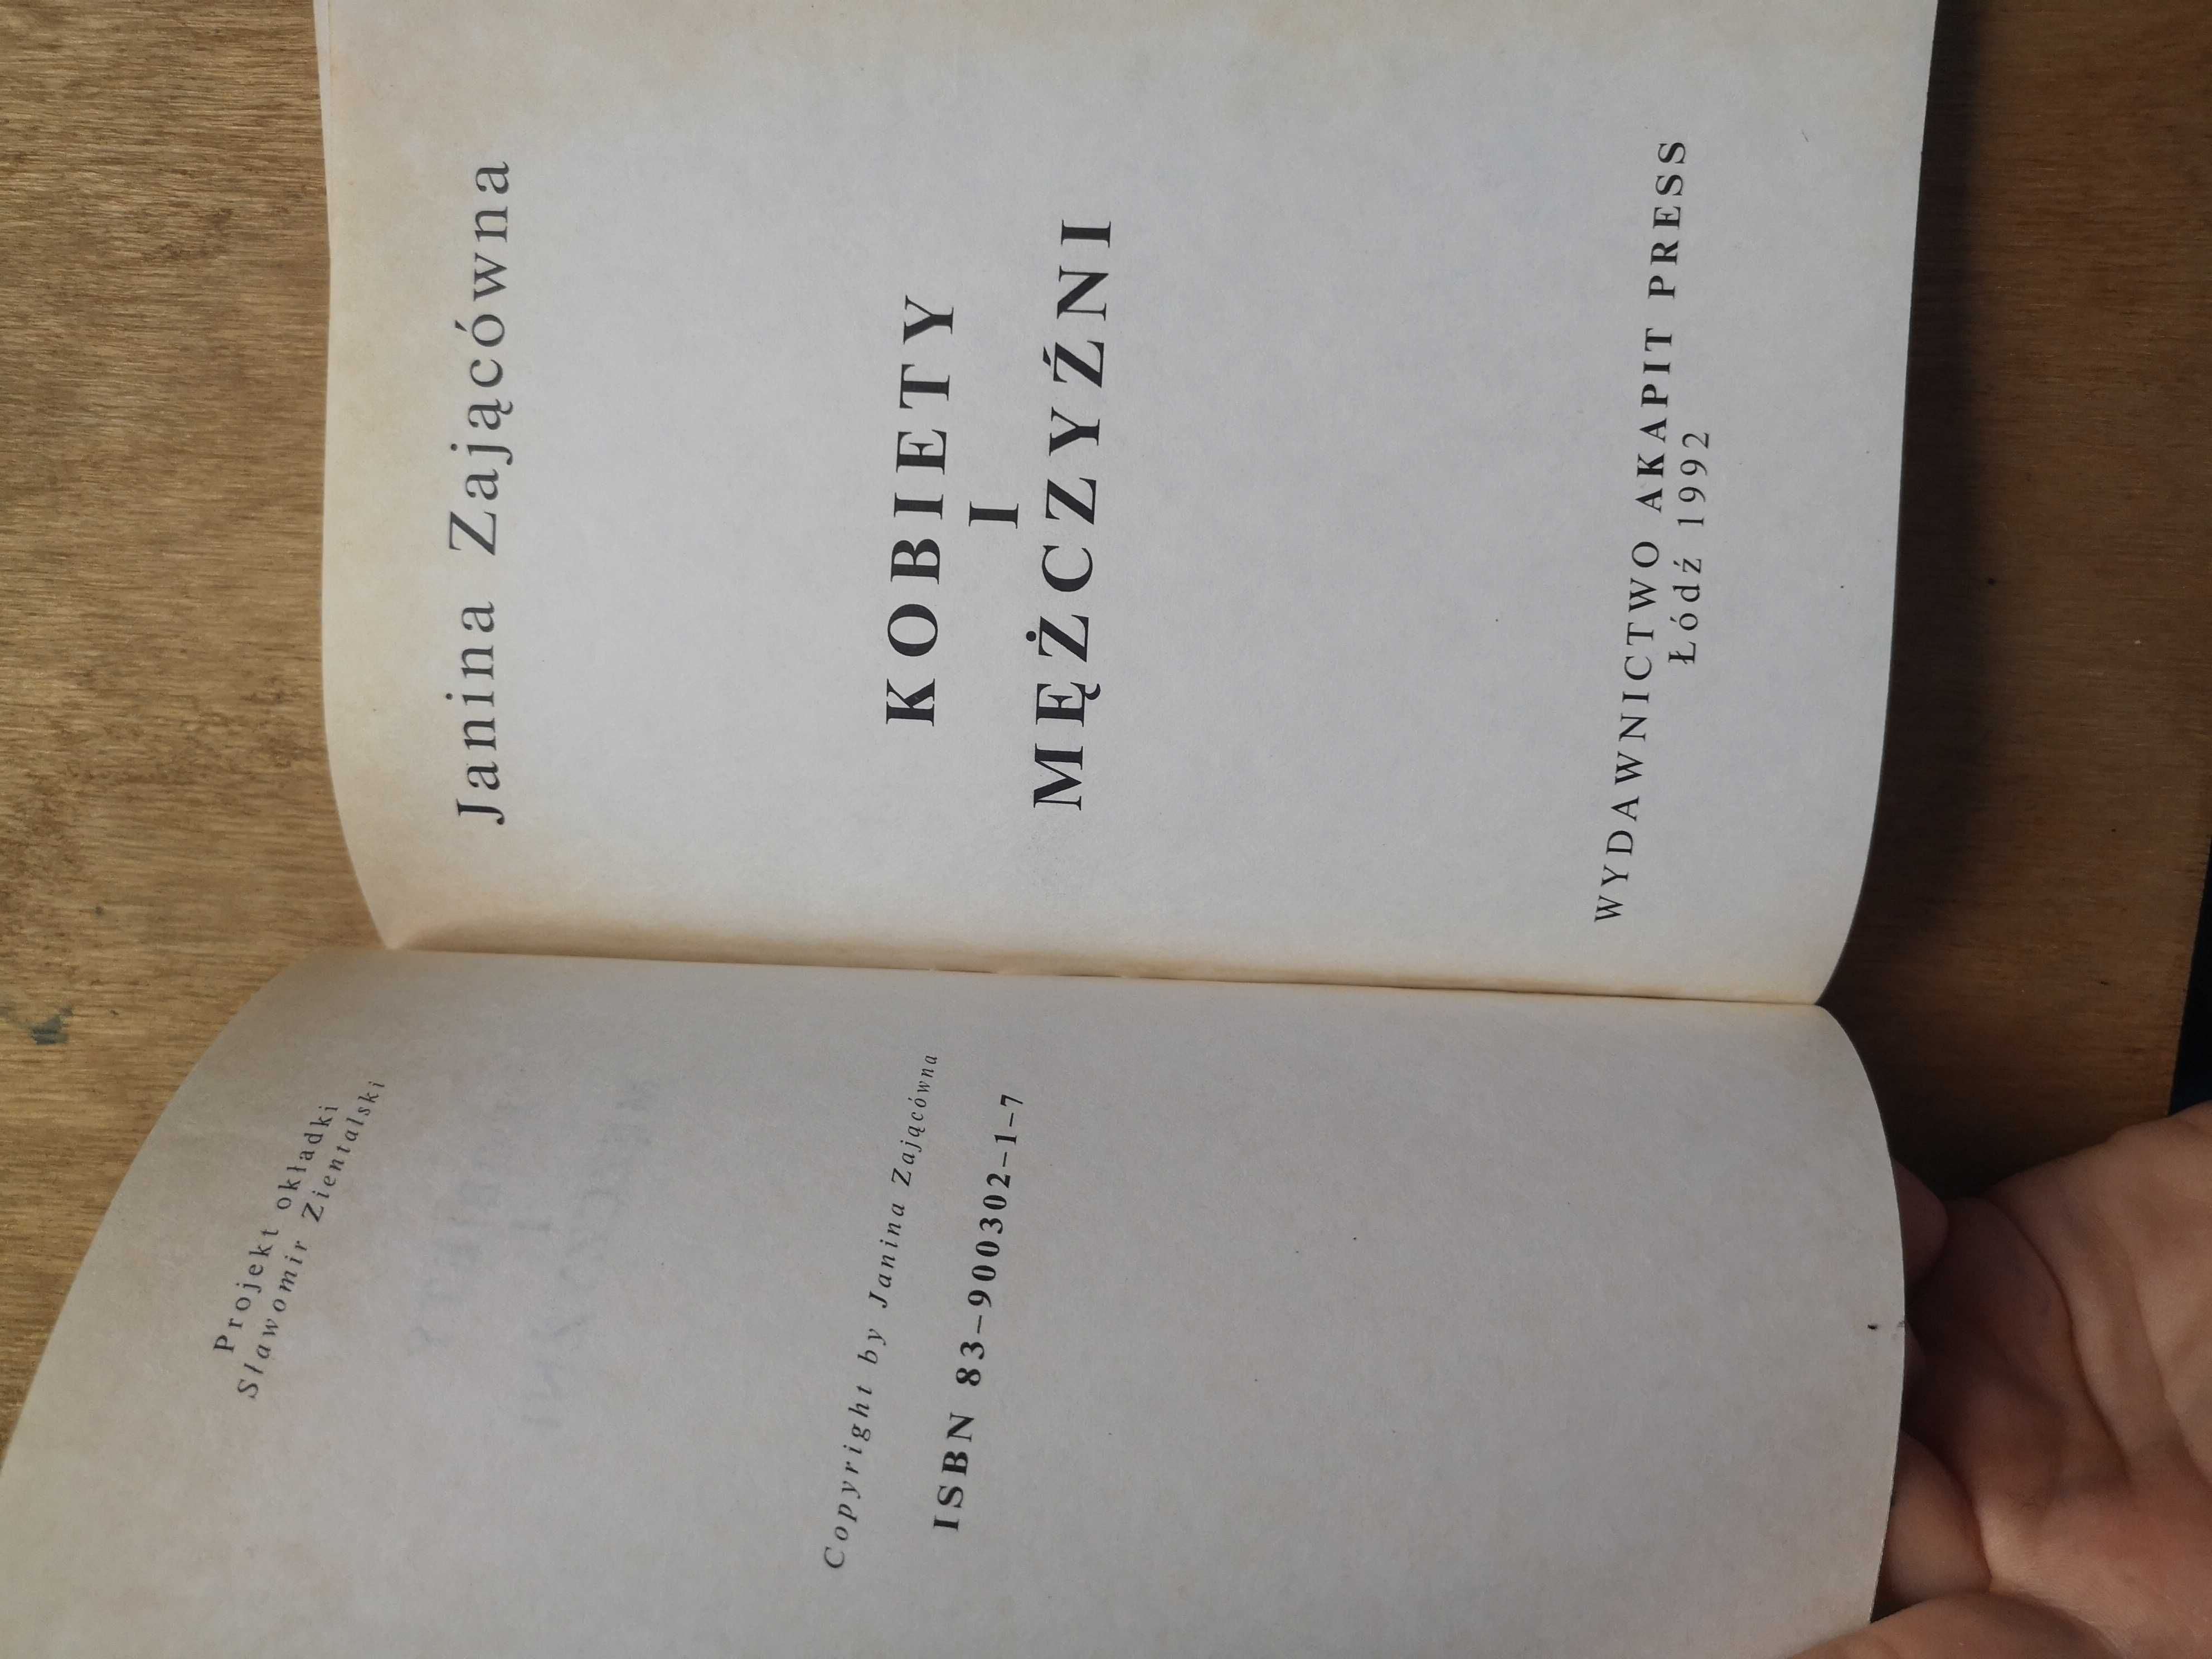 Projekt okładki
Sławomir Zientalski
Copyright by Janina Zającówna
ISBN 83–900302–1–7
Janina Zającówna
KOBIETY
I
MĘŻCZYŹNI
WYDAWNICTWO AKAPIT PRESS
Łódź 1992